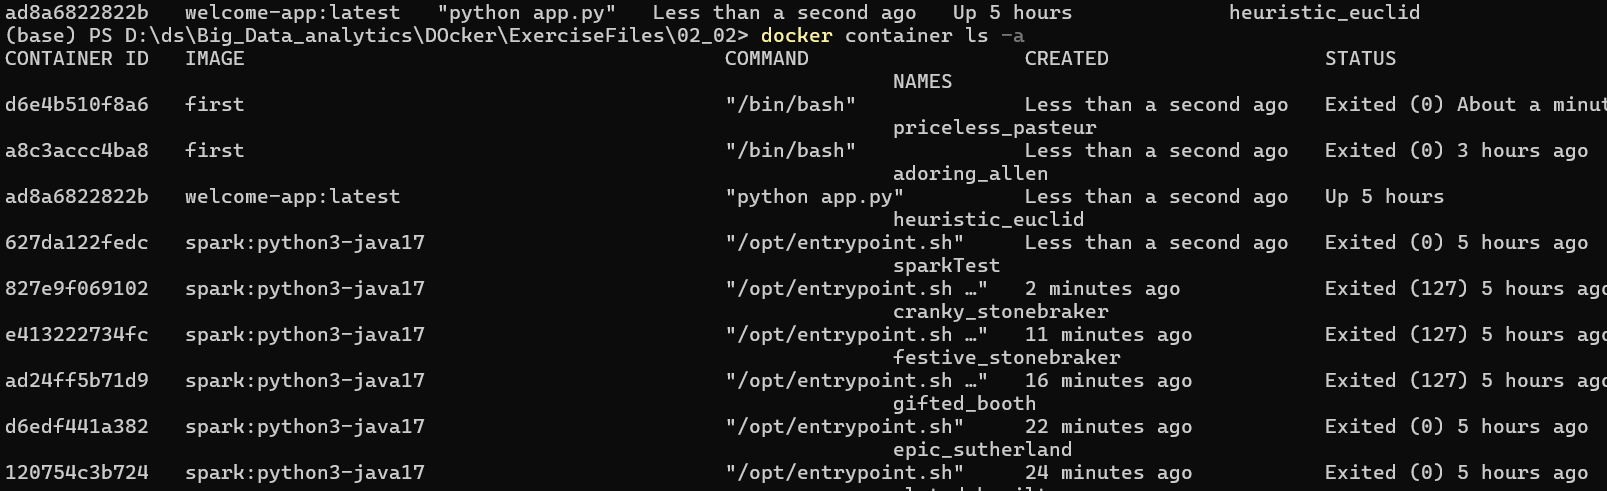 ad8a6822822b   welcome-app:latest   "python app.py"   Less than a second ago   Up 5 hours             heuristic_euclid
(base) PS D:\ds\Big_Data_analytics\DOcker\ExerciseFiles\02_02> docker container ls -a
CONTAINER ID   IMAGE                                        COMMAND                  CREATED                  STATUS
NAMES
d6e4b510f8a6   first                                        "/bin/bash"              Less than a second ago   Exited (0) About a
priceless_pasteur
a8c3accc4ba8   first                                        "/bin/bash"              Less than a second ago   Exited (0) 3 hours ago
adoring_allen
ad8a6822822b   welcome-app:latest                           "python app.py"          Less than a second ago   Up 5 hours
heuristic_euclid
627da122fedc   spark:python3-java17                         "/opt/entrypoint.sh"     Less than a second ago   Exited (0) 5 hours ago
sparkTest
827e9f069102   spark:python3-java17                         "/opt/entrypoint.sh …"   2 minutes ago            Exited (127) 5 hours ago
cranky_stonebraker
e413222734fc   spark:python3-java17                         "/opt/entrypoint.sh …"   11 minutes ago           Exited (127) 5 hours ago
festive_stonebraker
ad24ff5b71d9   spark:python3-java17                         "/opt/entrypoint.sh …"   16 minutes ago           Exited (127) 5 hours ago
gifted_booth
d6edf441a382   spark:python3-java17                         "/opt/entrypoint.sh"     22 minutes ago           Exited (0) 5 hours ago
epic_sutherland
120754c3b724   spark:python3-java17                         "/opt/entrypoint.sh"     24 minutes ago           Exited (0) 5 hours ago